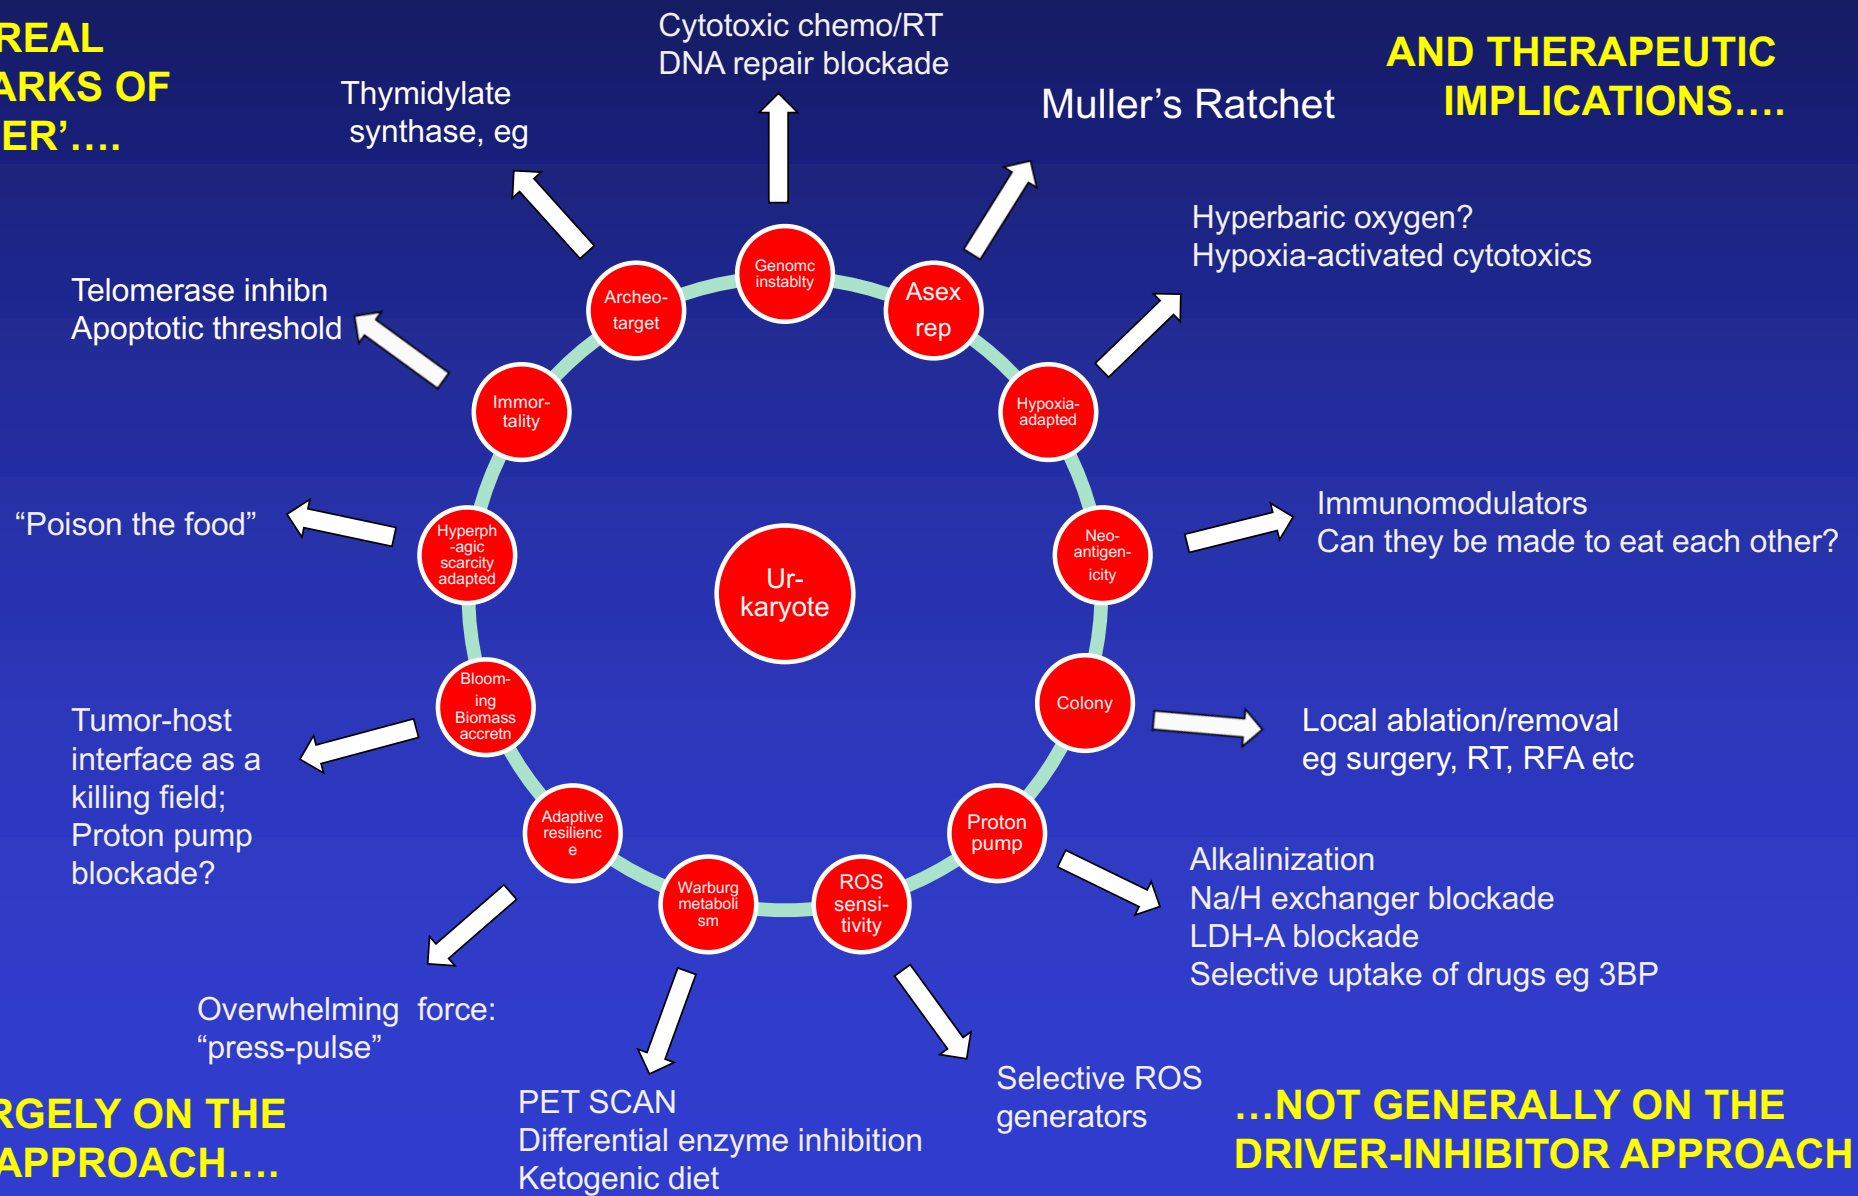 REAL
ARKS OF
ER’....
Cytotoxic chemo/RT
DNA repair blockade
AND THERAPEUTIC
IMPLICATIONS....
Thymidylate
synthase, eg
Muller’s Ratchet
Hyperbaric oxygen?
Hypoxia-activated cytotoxics
Telomerase inhibn
Apoptotic threshold
Genomc
instablty
Archeo-
target
Asex
rep
Immor-
tality
Hypoxia-
adapted
“Poison the food”
Hyperph
-agic
scarcity
adapted
Neo-
antigen-
icity
Immunomodulators
Can they be made to eat each other?
Ur-
karyote
Bloom-
ing
Biomass
accretn
Colony
Tumor-host
interface as a
killing field;
Proton pump
blockade?
Local ablation/removal
eg surgery, RT, RFA etc
Adaptive
resilienc
e
Proton
pump
Warburg
metaboli
sm
ROS
sensi-
tivity
Alkalinization
Na/H exchanger blockade
LDH-A blockade
Selective uptake of drugs eg 3BP
Overwhelming force:
“press-pulse”
PET SCAN
Differential enzyme inhibition
Ketogenic diet
Selective ROS
generators
RGELY ON THE
APPROACH....
...NOT GENERALLY ON THE
DRIVER-INHIBITOR APPROACH